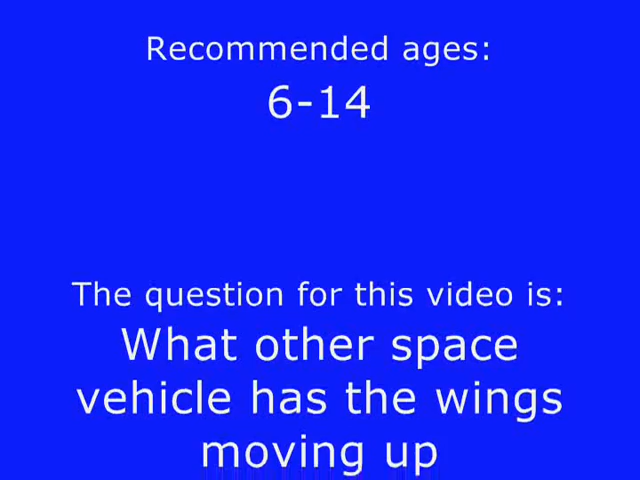 Recommended ages:
6-14
The question for this video is:
What other space
vehicle has the wings
moving up